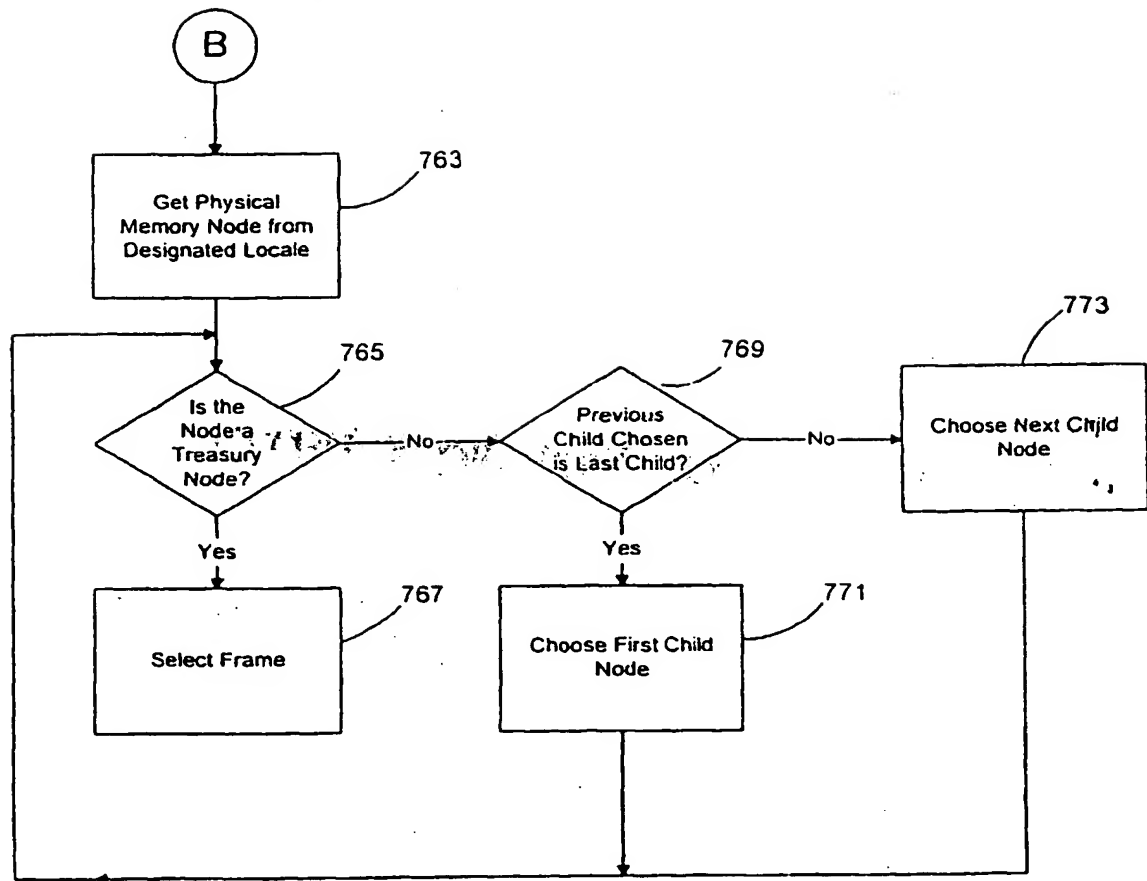 B
763
Get Physical
Memory Node from
Designated Locale
765
Is the
Node a
Treasury
Node?
No
769
Previous
Child Chosen
is Last Child?
No
773
Choose Next Child
Node
Yes
767
Select Frame
Yes
771
Choose First Child
Node